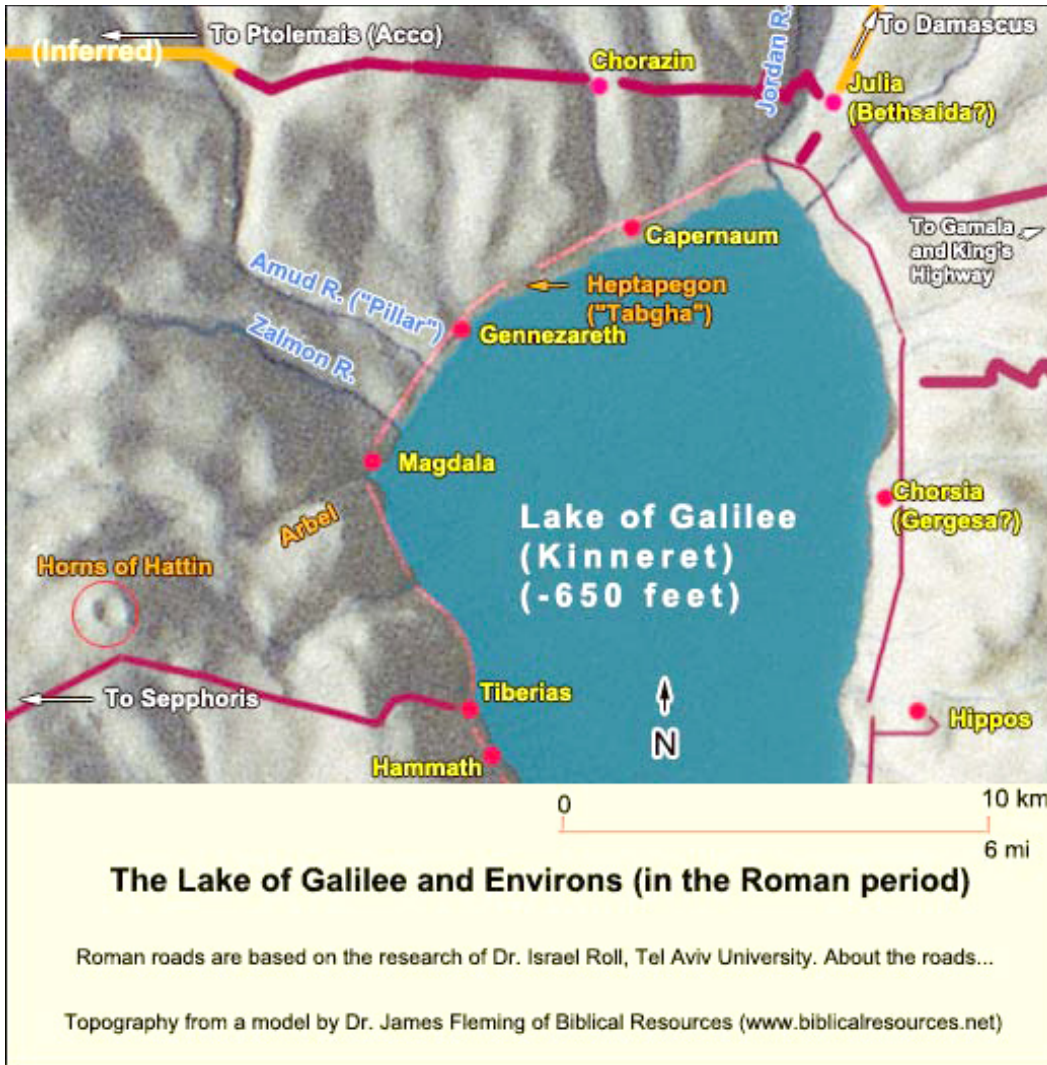 To Ptolemais (Acco)
(Inferred)
Jordan R.
To Damascus
Chorazin
Julia
(Bethsaida?)
To Gamala
and King's
Highway
Capernaum
Amud R. ("Pillar")
Heptapegon
("Tabgha")
Zalmon R.
Gennezareth
Magdala
Arbel
Chorsia
(Gergesa?)
Lake of Galilee
(Kinneret)
(-650 feet)
Horns of Hattin
To Sepphoris
Tiberias
N
Hippos
Hammath
0
10 km
6 mi
The Lake of Galilee and Environs (in the Roman period)
Roman roads are based on the research of Dr. Israel Roll, Tel Aviv University. About the roads...
Topography from a model by Dr. James Fleming of Biblical Resources (www.biblicalresources.net)